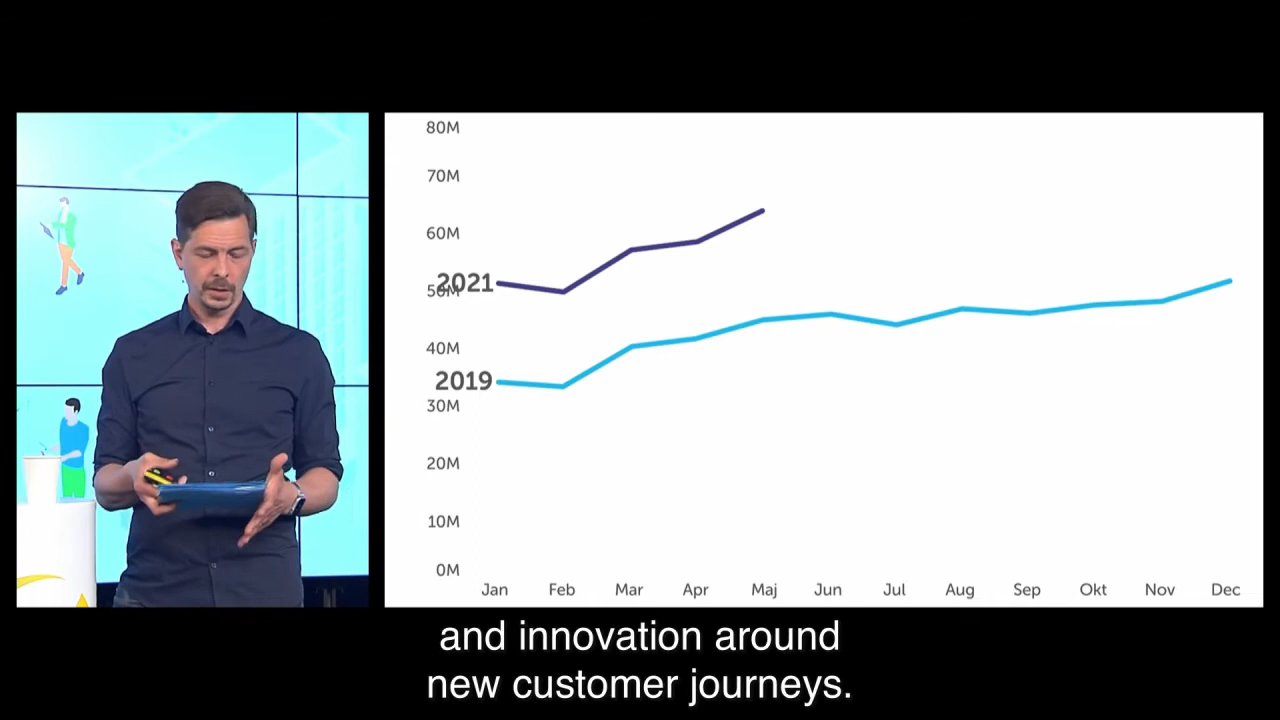 80M
70M
60M
2021
50M
40M
2019
30M
20M
10M
0M
Jan Feb Mar Apr Maj Jun Jul Aug Sep Okt Nov Dec
and innovation around
new customer journeys.